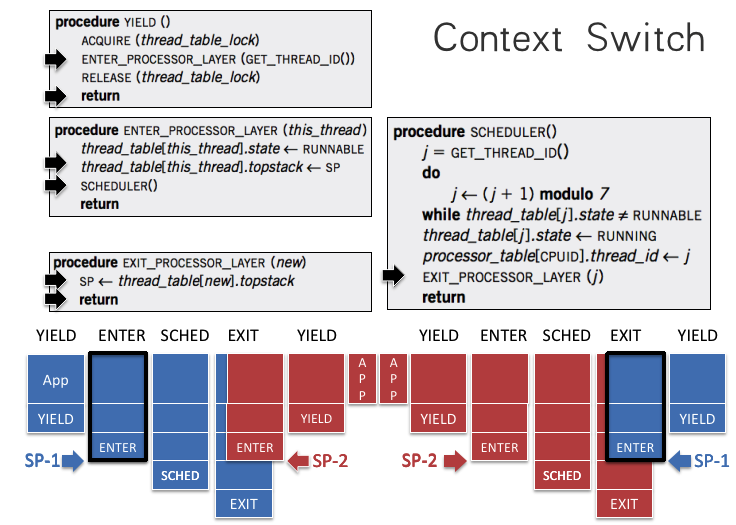 Context Switch
procedure YIELD ()
ACQUIRE (thread_table_lock)
ENTER_PROCESSOR_LAYER (GET_THREAD_ID())
RELEASE (thread_table_lock)
return
procedure ENTER_PROCESSOR_LAYER (this_thread)
thread_table[this_thread].state ← RUNNABLE
thread_table[this_thread].topstack ← SP
SCHEDULER()
return
procedure EXIT_PROCESSOR_LAYER (new)
SP ← thread_table[new].topstack
return
procedure SCHEDULER()
j = GET_THREAD_ID()
do
j ← (j + 1) modulo 7
while thread_table[j].state ≠ RUNNABLE
thread_table[j].state ← RUNNING
processor_table[CPUID].thread_id ← j
EXIT_PROCESSOR_LAYER (j)
return
YIELD ENTER SCHED EXIT YIELD YIELD ENTER SCHED EXIT YIELD
App
APP APP
YIELD YIELD YIELD YIELD
ENTER ENTER ENTER ENTER
SP-1 SP-2 SP-2 SP-1
SCHED SCHED
EXIT EXIT